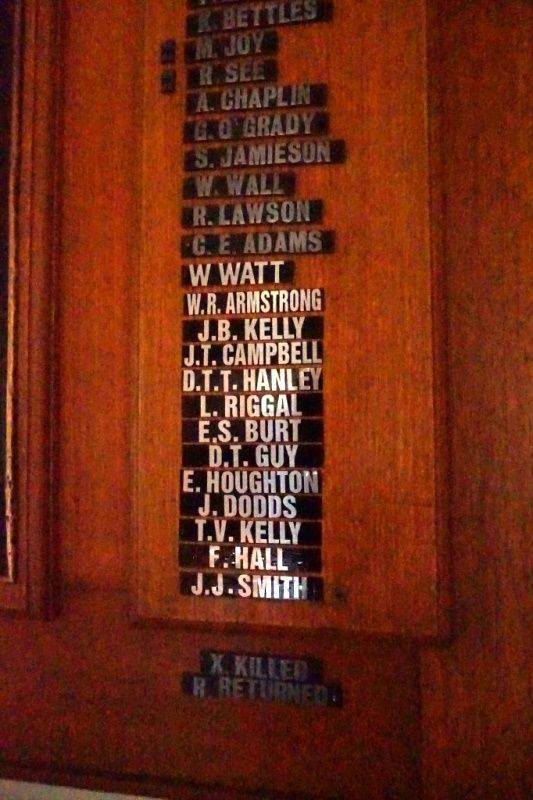 K. BETTLES
M. JOY
R. SEE
A. CHAPLIN
G. O'GRADY
S. JAMIESON
W. WALL
R. LAWSON
C. E. ADAMS
W WATT
W.R. ARMSTRONG
J.B. KELLY
J.T. CAMPBELL
D.T.T. HANLEY
L. RIGGAL
E.S. BURT
D.T. GUY
E. HOUGHTON
J. DODDS
T.V. KELLY
F. HALL
J.J. SMITH
X. KILLED
R. RETURNED